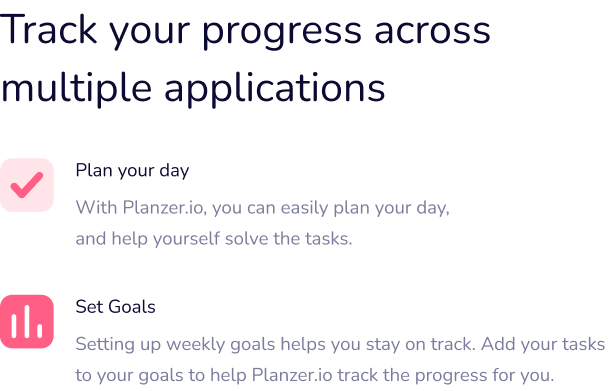 Track your progress across
multiple applications
Plan your day
With Planzer.io, you can easily plan your day,
and help yourself solve the tasks.
Set Goals
Setting up weekly goals helps you stay on track. Add your tasks
to your goals to help Planzer.io track the progress for you.